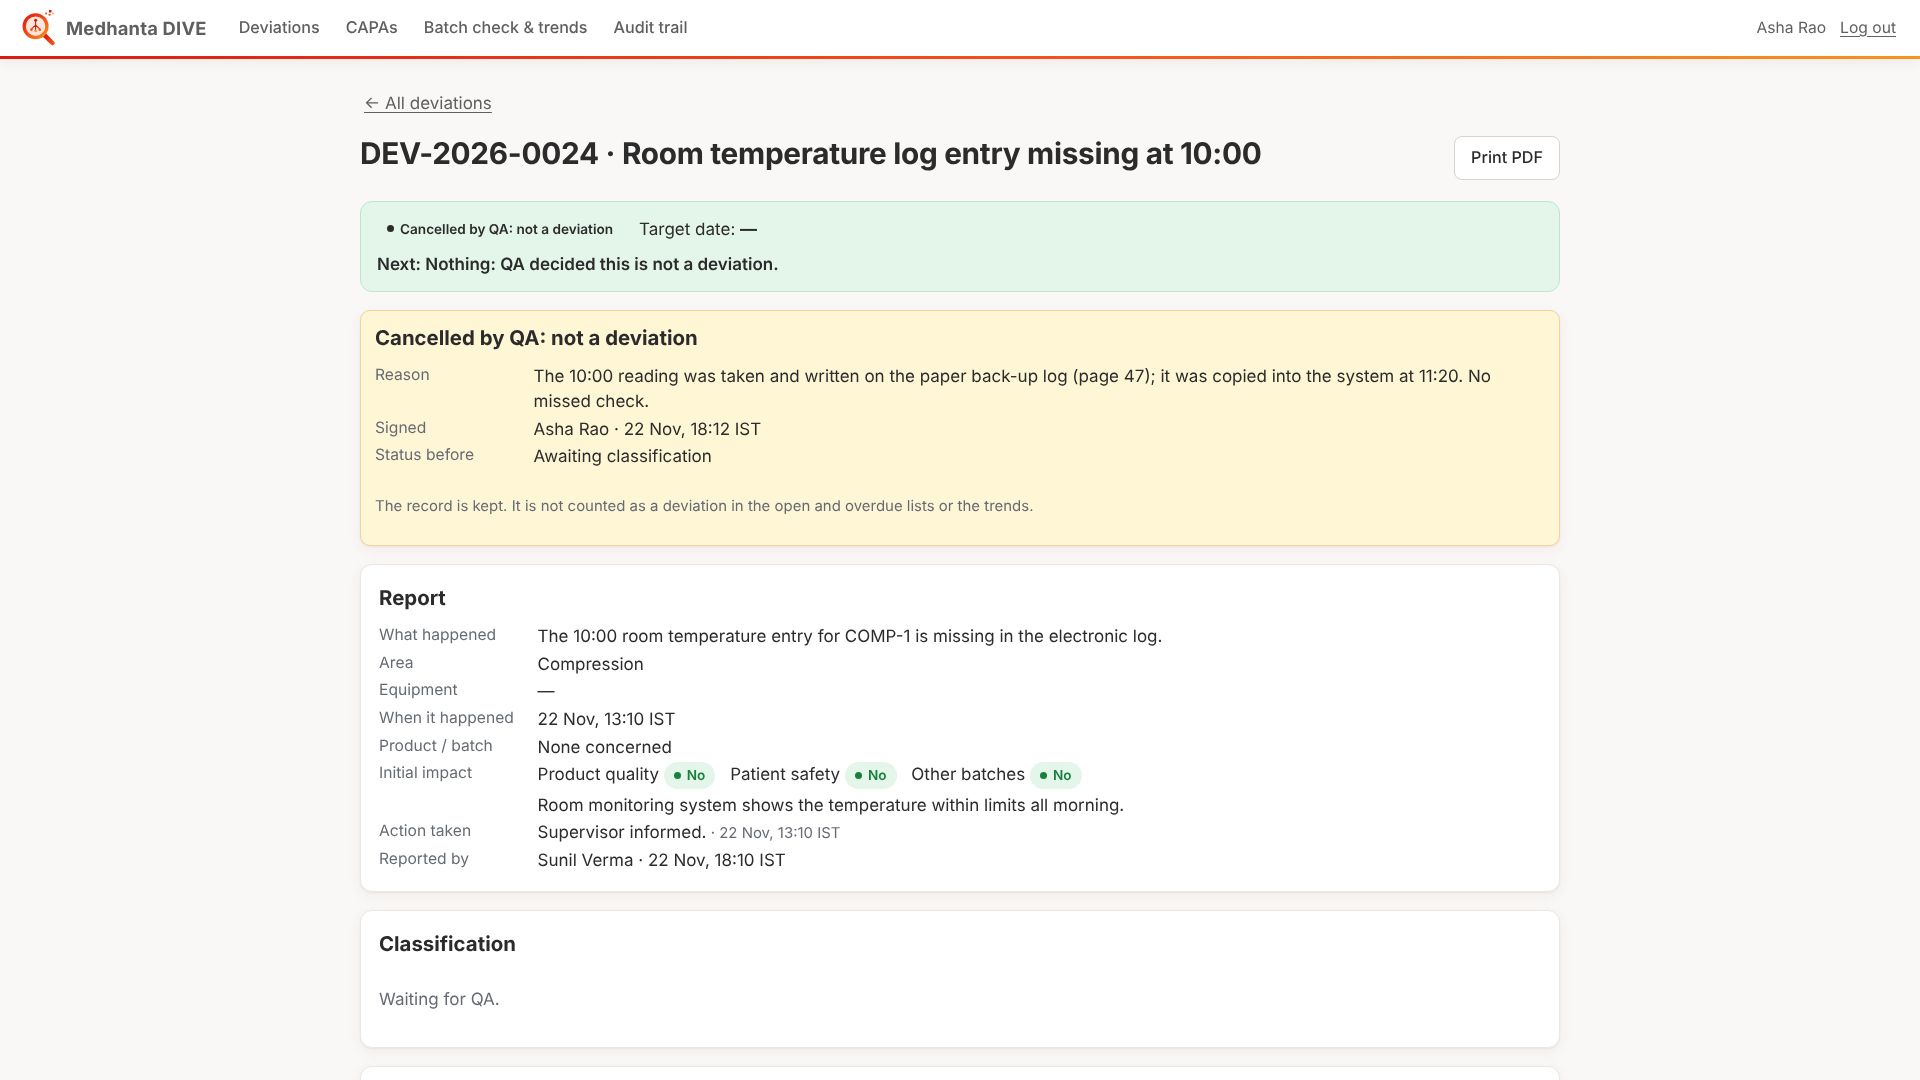 Medhanta DIVE Deviations CAPAs Batch check & trends Audit trail Asha Rao Log out
← All deviations
DEV-2026-0024 · Room temperature log entry missing at 10:00 Print PDF
• Cancelled by QA: not a deviation Target date: —
Next: Nothing: QA decided this is not a deviation.
Cancelled by QA: not a deviation
Reason The 10:00 reading was taken and written on the paper back-up log (page 47); it was copied into the system at 11:20. No
missed check.
Signed Asha Rao · 22 Nov, 18:12 IST
Status before Awaiting classification
The record is kept. It is not counted as a deviation in the open and overdue lists or the trends.
Report
What happened The 10:00 room temperature entry for COMP-1 is missing in the electronic log.
Area Compression
Equipment —
When it happened 22 Nov, 13:10 IST
Product / batch None concerned
Initial impact Product quality • No Patient safety • No Other batches • No
Room monitoring system shows the temperature within limits all morning.
Action taken Supervisor informed. · 22 Nov, 13:10 IST
Reported by Sunil Verma · 22 Nov, 18:10 IST
Classification
Waiting for QA.